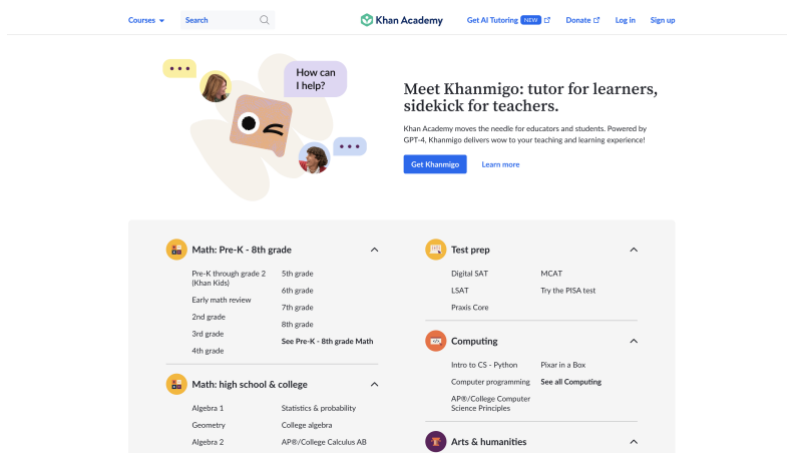 Courses
Search
Khan Academy
Get AI Tutoring NEW
Donate
Log in
Sign up
How can
I help?
Meet Khanmigo: tutor for learners,
sidekick for teachers.
Khan Academy moves the needle for educators and students. Powered by
GPT-4, Khanmigo delivers wow to your teaching and learning experience!
Get Khanmigo
Learn more
Math: Pre-K - 8th grade
Pre-K through grade 2
(Khan Kids)
Early math review
2nd grade
3rd grade
4th grade
5th grade
6th grade
7th grade
8th grade
See Pre-K - 8th grade Math
Math: high school & college
Algebra 1
Geometry
Algebra 2
Statistics & probability
College algebra
AP®/College Calculus AB
Test prep
Digital SAT
LSAT
Praxis Core
MCAT
Try the PISA test
Computing
Intro to CS - Python
Computer programming
AP®/College Computer
Science Principles
Pixar in a Box
See all Computing
Arts & humanities